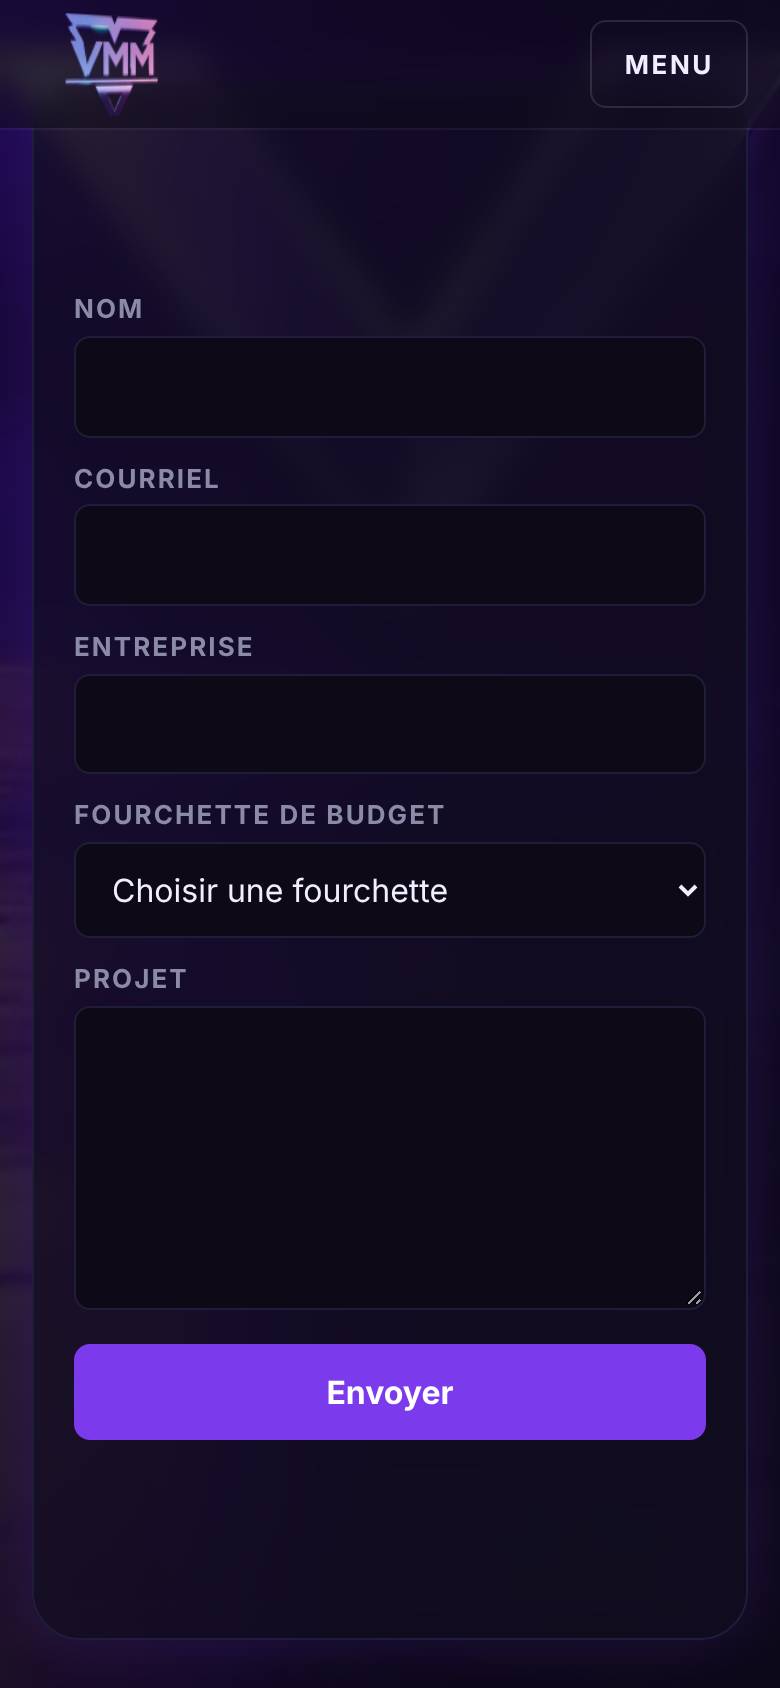 VMM
MENU
NOM
COURRIEL
ENTREPRISE
FOURCHETTE DE BUDGET
Choisir une fourchette
PROJET
Envoyer